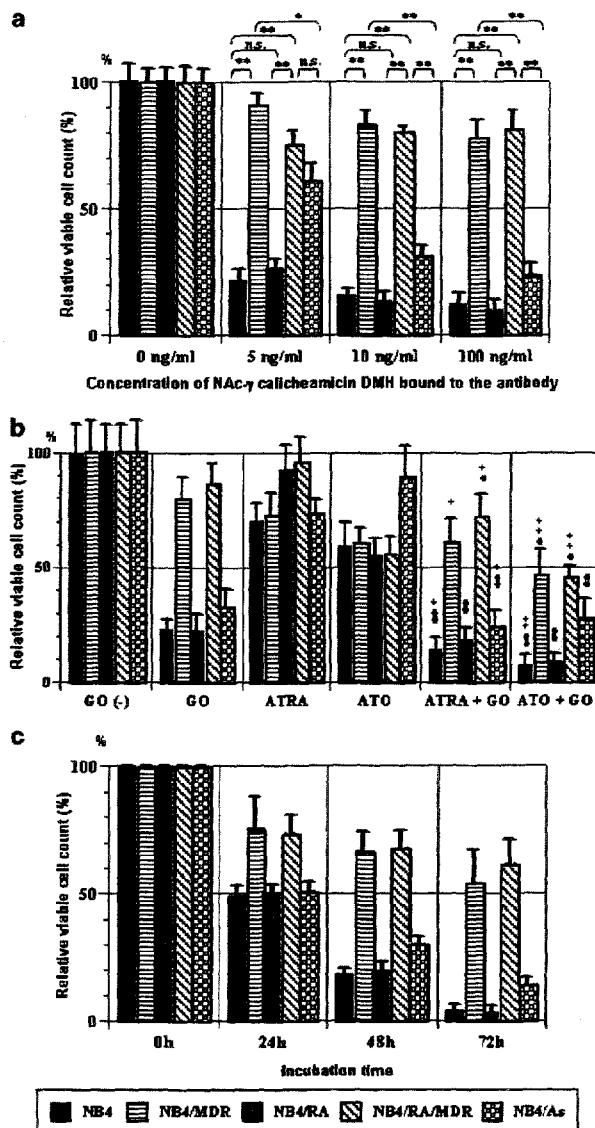 a
* **
** ** **
** ** **
n.s. n.s. n.s.
** ** n.s. ** ** ** ** ** **
%
100
50
0
Relative viable cell count (%)
0 ng/ml 5 ng/ml 10 ng/ml 100 ng/ml
Concentration of NAc-γ calicheamicin DMH bound to the antibody
b
%
100
50
0
Relative viable cell count (%)
GO (-) GO ATRA ATO ATRA + GO ATO + GO
c
%
100
50
0
Relative viable cell count (%)
0h 24h 48h 72h
Incubation time
NB4 NB4/MDR NB4/RA NB4/RA/MDR NB4/As